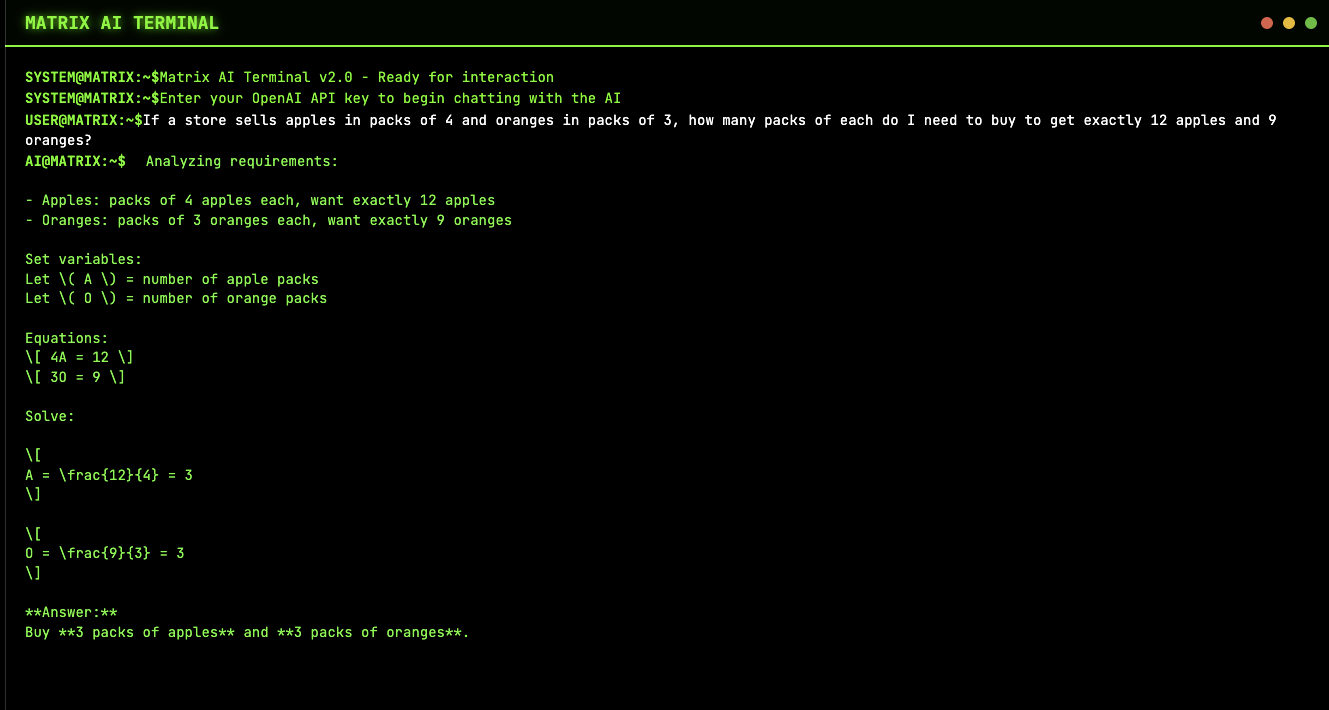 MATRIX AI TERMINAL
SYSTEM@MATRIX:~$Matrix AI Terminal v2.0 - Ready for interaction
SYSTEM@MATRIX:~$Enter your OpenAI API key to begin chatting with the AI
USER@MATRIX:~$If a store sells apples in packs of 4 and oranges in packs of 3, how many packs of each do I need to buy to get exactly 12 apples and 9
oranges?
AI@MATRIX:~$ Analyzing requirements:
- Apples: packs of 4 apples each, want exactly 12 apples
- Oranges: packs of 3 oranges each, want exactly 9 oranges
Set variables:
Let \( A \) = number of apple packs
Let \( O \) = number of orange packs
Equations:
\[ 4A = 12 \]
\[ 3O = 9 \]
Solve:
\[
A = \frac{12}{4} = 3
\]
\[
O = \frac{9}{3} = 3
\]
**Answer:**
Buy **3 packs of apples** and **3 packs of oranges**.